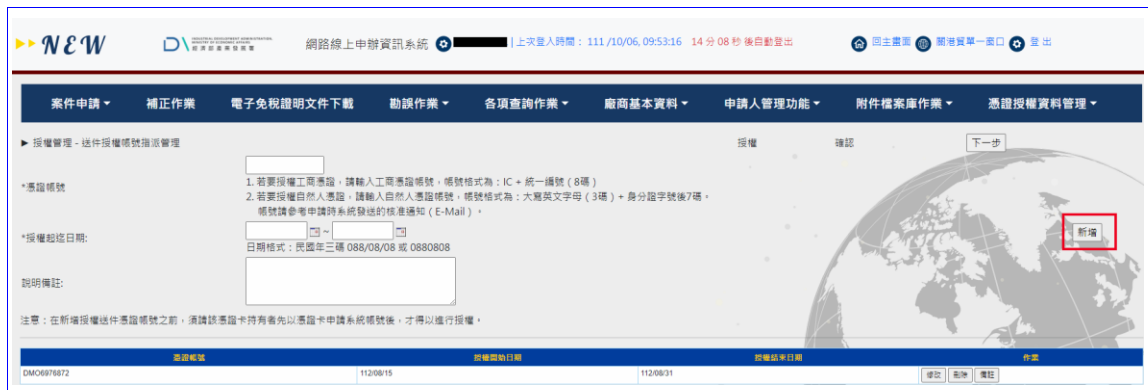 NEW
INDUSTRIAL DEVELOPMENT ADMINISTRATION
MINISTRY OF ECONOMIC AFFAIRS
經濟部產業發展署
網路線上申辦資訊系統
| 上次登入時間： 111 /10/06, 09:53:16 14 分 08 秒 後自動登出
回主畫面 關港貿單一窗口 登 出
案件申請 補正作業 電子免稅證明文件下載 勘誤作業 各項查詢作業 廠商基本資料 申請人管理功能 附件檔案庫作業 憑證授權資料管理
► 授權管理 - 送件授權帳號指派管理 授權 確認 下一步
*憑證帳號
1. 若要授權工商憑證，請輸入工商憑證帳號，帳號格式為：IC + 統一編號 ( 8碼 )
2. 若要授權自然人憑證，請輸入自然人憑證帳號，帳號格式為：大寫英文字母 ( 3碼 ) + 身分證字號後7碼。
帳號請參考申請時系統發送的核准通知 ( E-Mail ) 。
*授權起迄日期: ~
日期格式：民國年三碼 088/08/08 或 0880808
新增
說明備註:
注意：在新增授權送件憑證帳號之前，須請該憑證卡持有者先以憑證卡申請系統帳號後，才得以進行授權。
憑證帳號 授權開始日期 授權結束日期 作業
DMO6976872 112/08/15 112/08/31 修改 刪除 備註